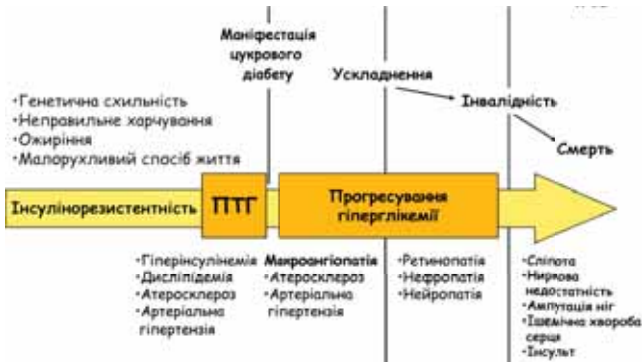 Маніфестація
цукрового
діабету
Ускладнення
Інвалідність
Смерть
•Генетична схильність
•Неправильне харчування
•Ожиріння
•Малорухливий спосіб життя
Інсулінорезистентність
ПТГ
Прогресування
гіперглікемії
•Гіперінсулінемія
•Дисліпідемія
•Атеросклероз
•Артеріальна
гіпертензія
Макроангіопатія
•Атеросклероз
•Артеріальна
гіпертензія
•Ретинопатія
•Нефропатія
•Нейропатія
•Сліпота
•Ниркова
недостатність
•Ампутація ніг
•Ішемічна хвороба
серця
•Інсульт